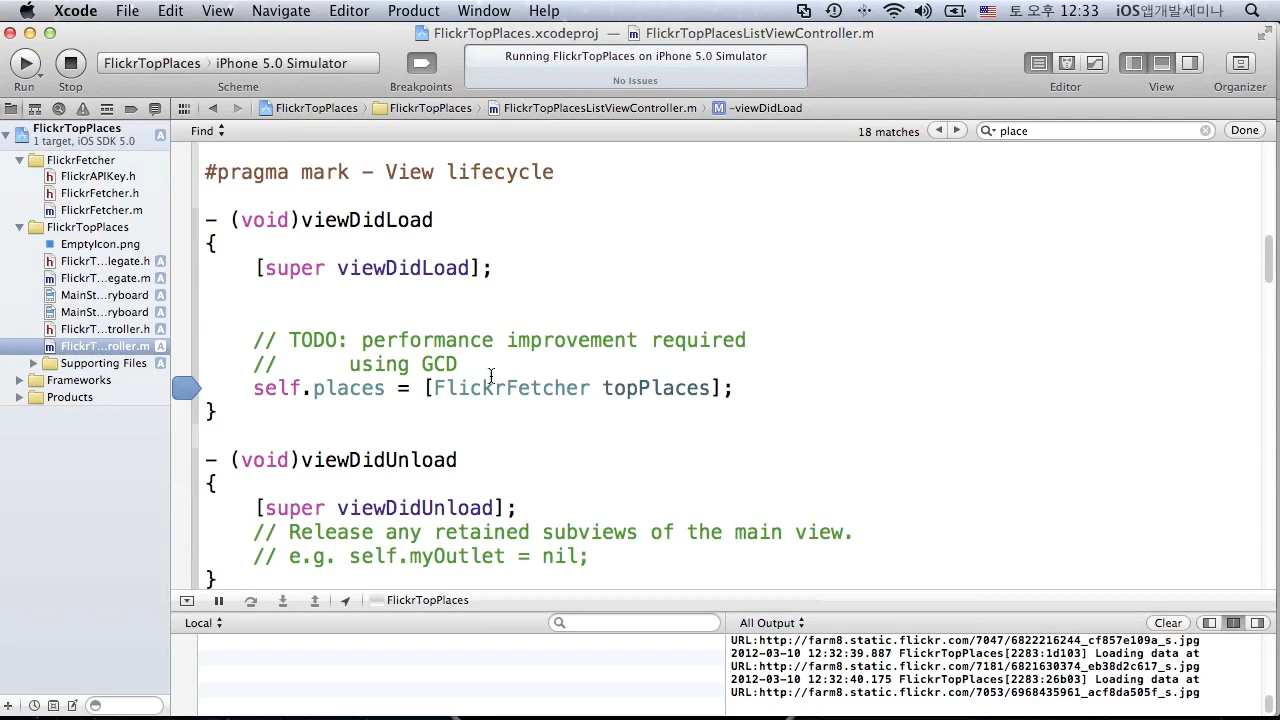 Xcode File Edit View Navigate Editor Product Window Help 토 오후 12:33 iOS앱개발세미나
FlickrTopPlaces.xcodeproj — FlickrTopPlacesListViewController.m
FlickrTopPlaces iPhone 5.0 Simulator
Running FlickrTopPlaces on iPhone 5.0 Simulator
No Issues
Run Stop Scheme Breakpoints Editor View Organizer
FlickrTopPlaces FlickrTopPlaces FlickrTopPlacesListViewController.m M -viewDidLoad
Find 18 matches place Done
FlickrTopPlaces A
1 target, iOS SDK 5.0
FlickrFetcher
h FlickrAPIKey.h
h FlickrFetcher.h
m FlickrFetcher.m
FlickrTopPlaces
EmptyIcon.png
h FlickrT...legate.h A
m FlickrT...egate.m A
MainSt...ryboard A
MainSt...ryboard A
h FlickrT...troller.h A
m FlickrT...roller.m A
Supporting Files A
Frameworks
Products
#pragma mark - View lifecycle
- (void)viewDidLoad
{
[super viewDidLoad];
// TODO: performance improvement required
// using GCD
self.places = [FlickrFetcher topPlaces];
}
- (void)viewDidUnload
{
[super viewDidUnload];
// Release any retained subviews of the main view.
// e.g. self.myOutlet = nil;
}
FlickrTopPlaces
Local All Output Clear
URL:http://farm8.static.flickr.com/7047/6822216244_cf857e109a_s.jpg
2012-03-10 12:32:39.887 FlickrTopPlaces[2283:1d103] Loading data at
URL:http://farm8.static.flickr.com/7181/6821630374_eb38d2c617_s.jpg
2012-03-10 12:32:40.175 FlickrTopPlaces[2283:26b03] Loading data at
URL:http://farm8.static.flickr.com/7053/6968435961_acf8da505f_s.jpg